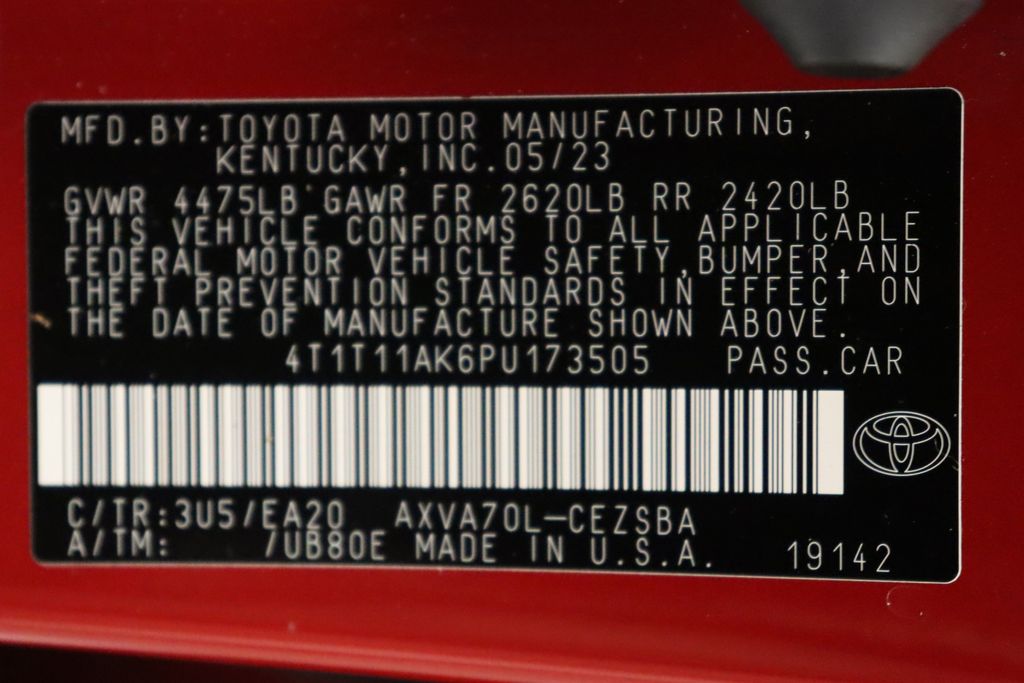 MFD.BY:TOYOTA MOTOR MANUFACTURING,
KENTUCKY,INC.05/23
GVWR 4475LB GAWR FR 2620LB RR 2420LB
THIS VEHICLE CONFORMS TO ALL APPLICABLE
FEDERAL MOTOR VEHICLE SAFETY,BUMPER,AND
THEFT PREVENTION STANDARDS IN EFFECT ON
THE DATE OF MANUFACTURE SHOWN ABOVE.
4T1T11AK6PU173505 PASS.CAR
C/TR:3U5/EA20 AXVA70L-CEZSBA
A/TM: /UB80E MADE IN U.S.A. 19142